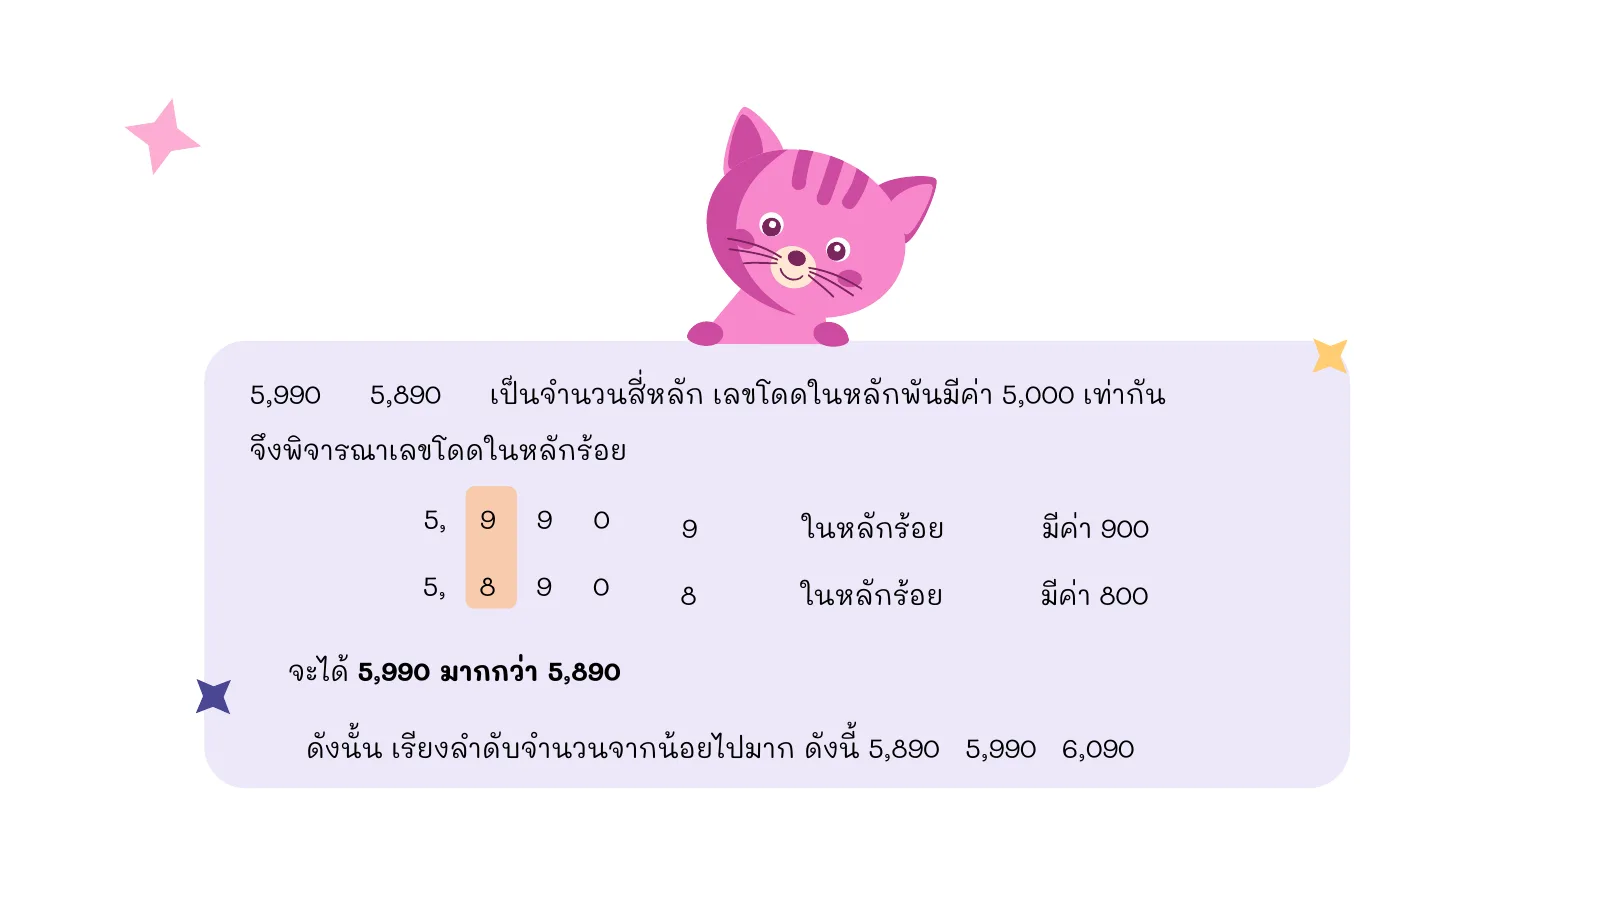 5,990 5,890 เป็นจำนวนสี่หลัก เลขโดดในหลักพันมีค่า 5,000 เท่ากัน
จึงพิจารณาเลขโดดในหลักร้อย
5, 9 9 0 9 ในหลักร้อย มีค่า 900
5, 8 9 0 8 ในหลักร้อย มีค่า 800
จะได้ 5,990 มากกว่า 5,890
ดังนั้น เรียงลำดับจำนวนจากน้อยไปมาก ดังนี้ 5,890 5,990 6,090